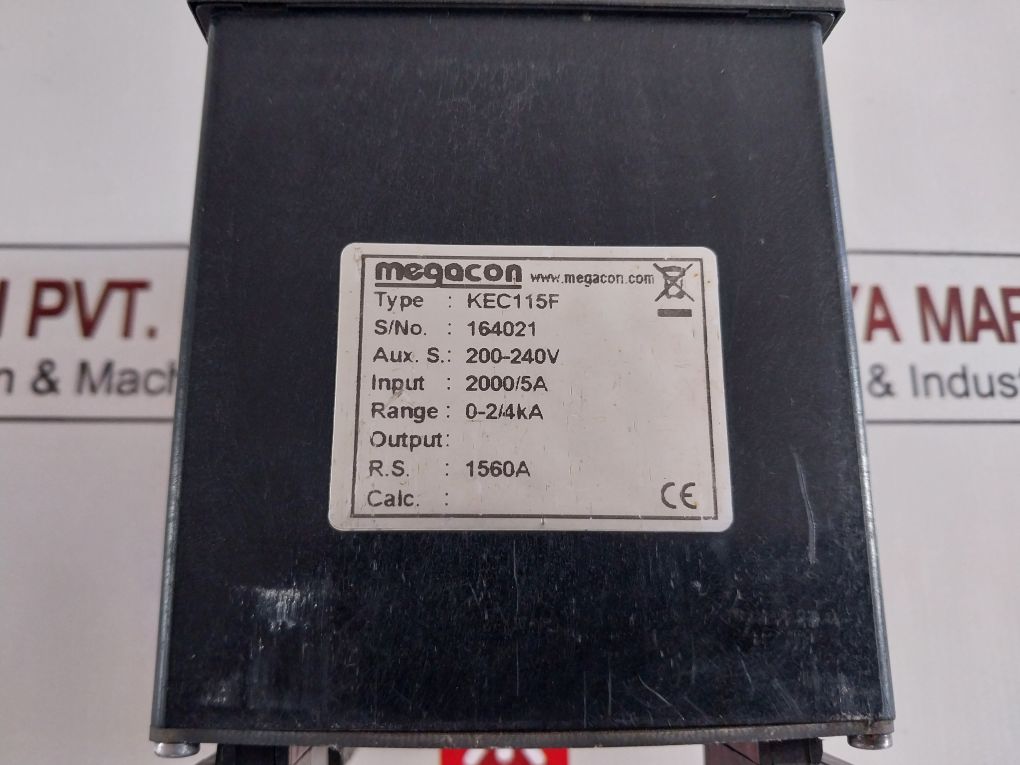 megacon www.megacon.com
Type : KEC115F
S/No. : 164021
Aux. S.: 200-240V
Input : 2000/5A
Range : 0-2/4kA
Output:
R.S. : 1560A
Calc. :
CE
PVT.
& Mach
YA MAR
& Indust